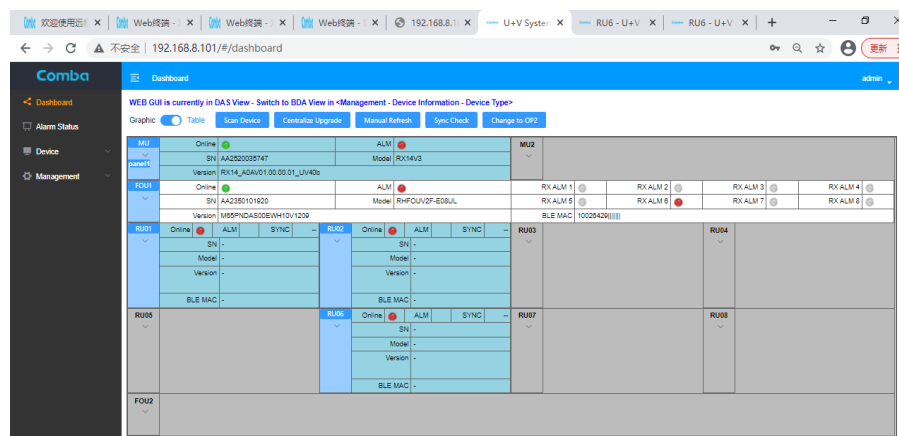 欢迎使用远 Web终端 - Web终端 - Web终端 - 192.168.8.1 U+V System RU6 - U+V RU6 - U+V
不安全 192.168.8.101/#/dashboard 更新
Comba Dashboard admin
Dashboard
Alarm Status
Device
Management
WEB GUI is currently in DAS View - Switch to BDA View in <Management - Device Information - Device Type>
Graphic Table Scan Device Centralize Upgrade Manual Refresh Sync Check Change to OP2
MU Online ALM MU2
panel1 SN AA2520035747 Model RX14V3
Version RX14_A0AV01.00.00.01_UV40b
FOU1 Online ALM RX ALM 1 RX ALM 2 RX ALM 3 RX ALM 4
SN AA2350101920 Model RHFOUV2F-E08UL RX ALM 5 RX ALM 6 RX ALM 7 RX ALM 8
Version M65PNDAS00EWH10V1209 BLE MAC 10026429||||||
RU01 Online ALM SYNC -- RU02 Online ALM SYNC -- RU03 RU04
SN - SN -
Model - Model -
Version - Version -
BLE MAC - BLE MAC -
RU05 RU06 Online ALM SYNC -- RU07 RU08
SN -
Model -
Version -
BLE MAC -
FOU2